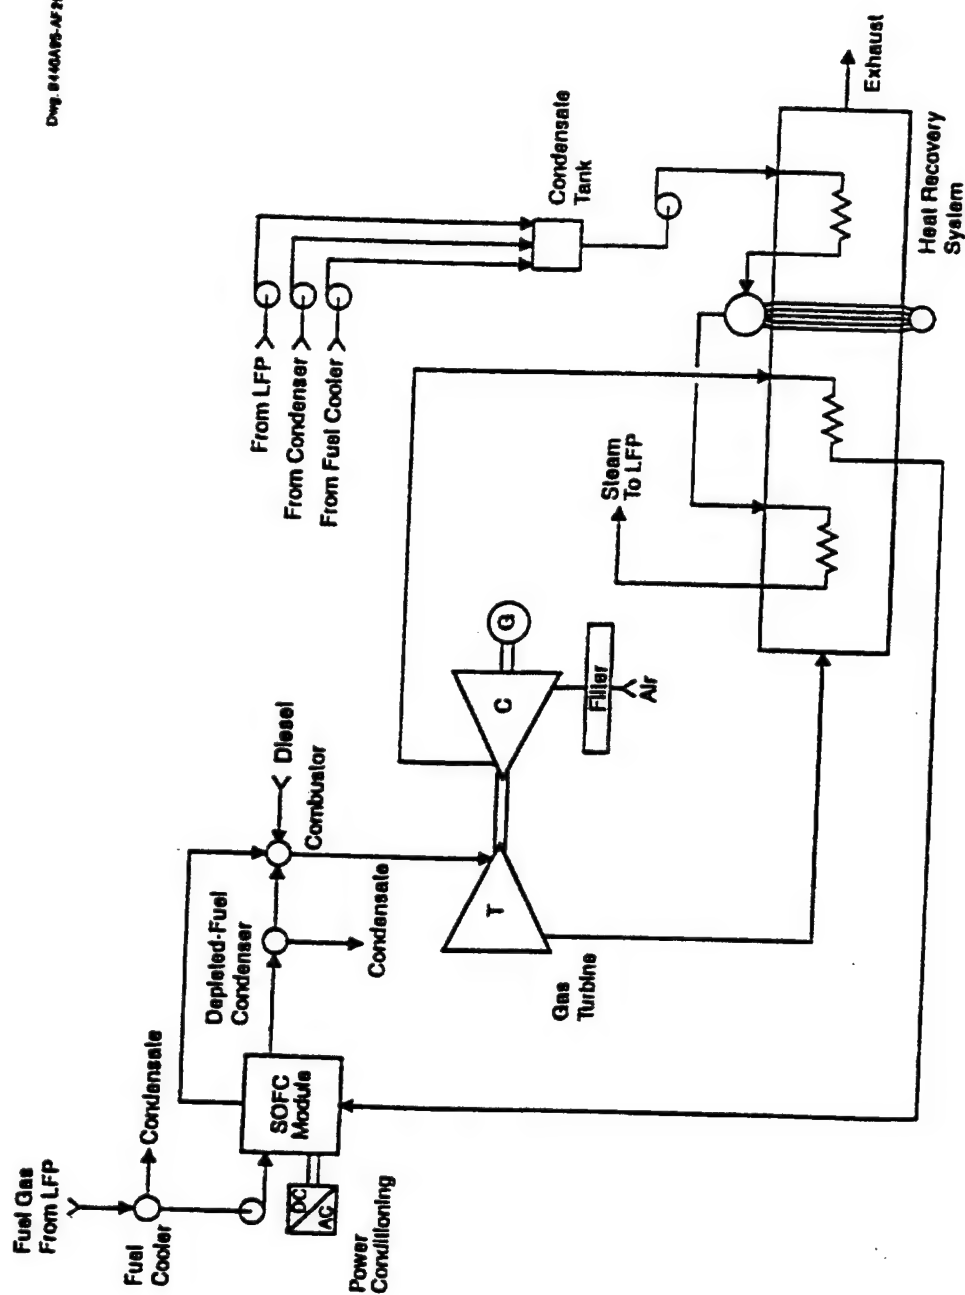 Fuel Gas
From LFP
Condensate
Fuel
Cooler
DC
AC
Power
Conditioning
SOFC
Module
Depleted-Fuel
Condenser
Condensate
Diesel
Combustor
T
Gas
Turbine
C
G
Filter
Air
From LFP
From Condenser
From Fuel Cooler
Condensate
Tank
Steam
To LFP
Heat Recovery
System
Exhaust